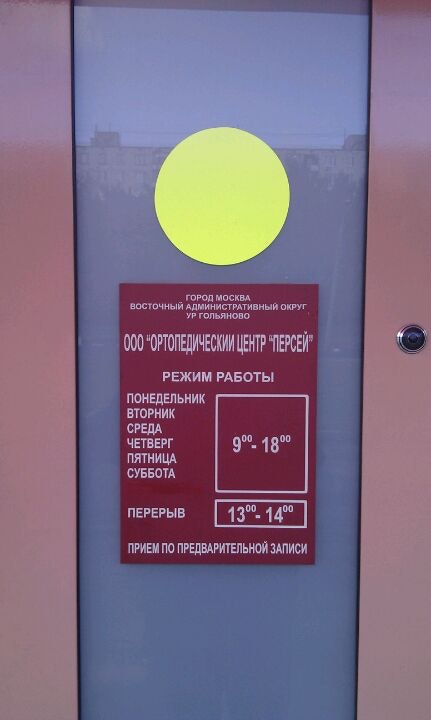 ГОРОД МОСКВА
ВОСТОЧНЫЙ АДМИНИСТРАТИВНЫЙ ОКРУГ
УР ГОЛЬЯНОВО
ООО "ОРТОПЕДИЧЕСКИЙ ЦЕНТР "ПЕРСЕЙ"
РЕЖИМ РАБОТЫ
ПОНЕДЕЛЬНИК
ВТОРНИК
СРЕДА
ЧЕТВЕРГ
ПЯТНИЦА
СУББОТА
9⁰⁰- 18⁰⁰
ПЕРЕРЫВ 13⁰⁰- 14⁰⁰
ПРИЕМ ПО ПРЕДВАРИТЕЛЬНОЙ ЗАПИСИ